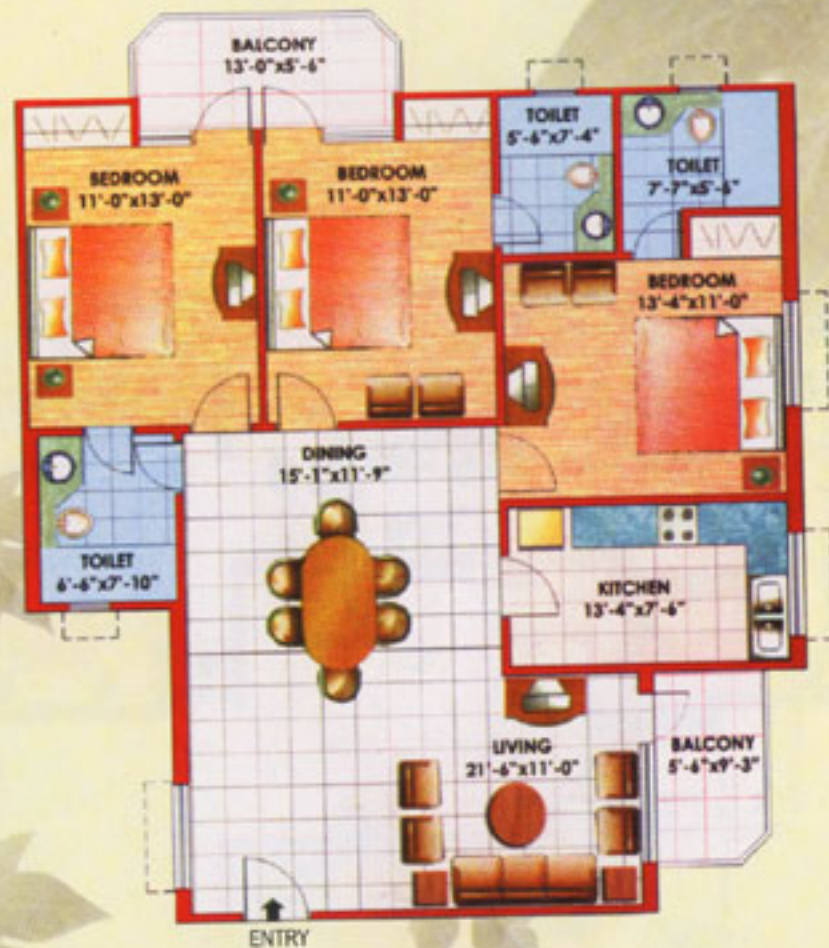 BALCONY
13'-0"x5'-6"
TOILET
5'-6"x7'-4"
TOILET
7'-7"x5'-6"
BEDROOM
11'-0"x13'-0"
BEDROOM
11'-0"x13'-0"
BEDROOM
13'-4"x11'-0"
DINING
15'-1"x11'-9"
TOILET
6'-6"x7'-10"
KITCHEN
13'-4"x7'-6"
LIVING
21'-6"x11'-0"
BALCONY
5'-6"x9'-3"
ENTRY